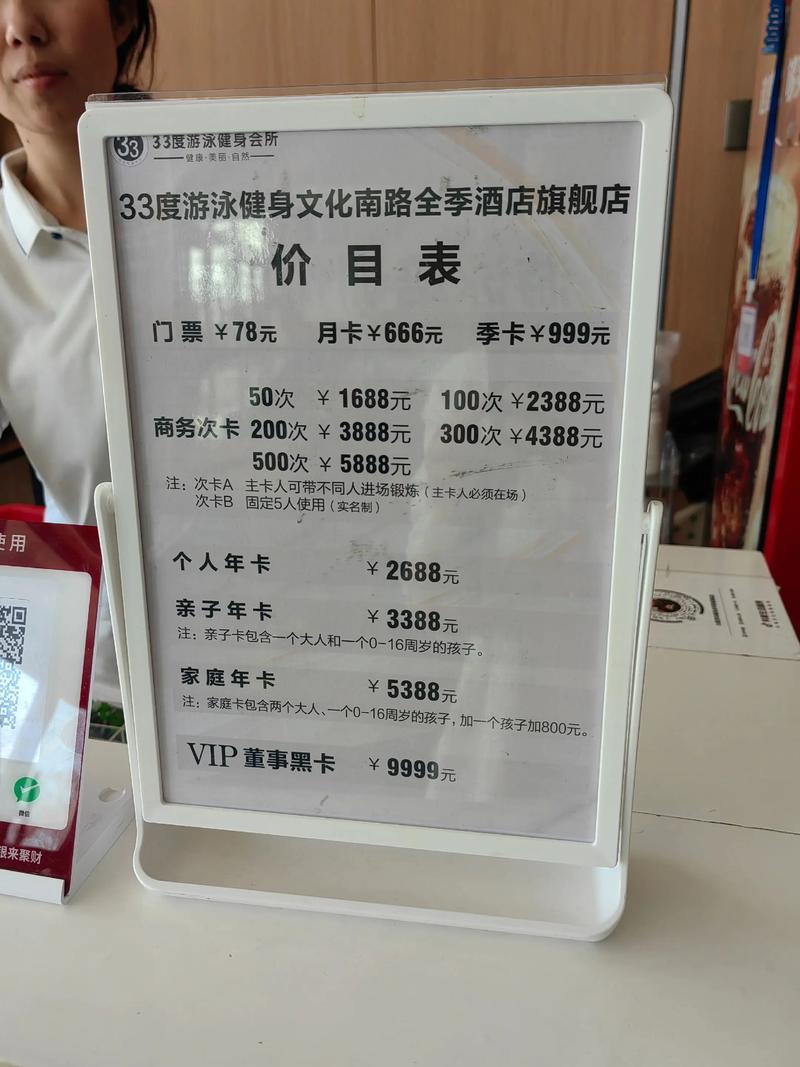 33度游泳健身会所
健康·美丽·自然
33度游泳健身文化南路全季酒店旗舰店
价目表
门票 ￥78元 月卡￥666元 季卡￥999元
50次 ￥1688元 100次￥2388元
商务次卡 200次 ￥3888元 300次￥4388元
500次 ￥5888元
注：次卡A 主卡人可带不同人进场锻炼（主卡人必须在场）
次卡B 固定5人使用（实名制）
个人年卡 ￥2688元
亲子年卡 ￥3388元
注：亲子卡包含一个大人和一个0-16周岁的孩子。
家庭年卡 ￥5388元
注：家庭卡包含两个大人、一个0-16周岁的孩子，加一个孩子加800元。
VIP董事黑卡 ￥9999元
使用
微信
银来聚财